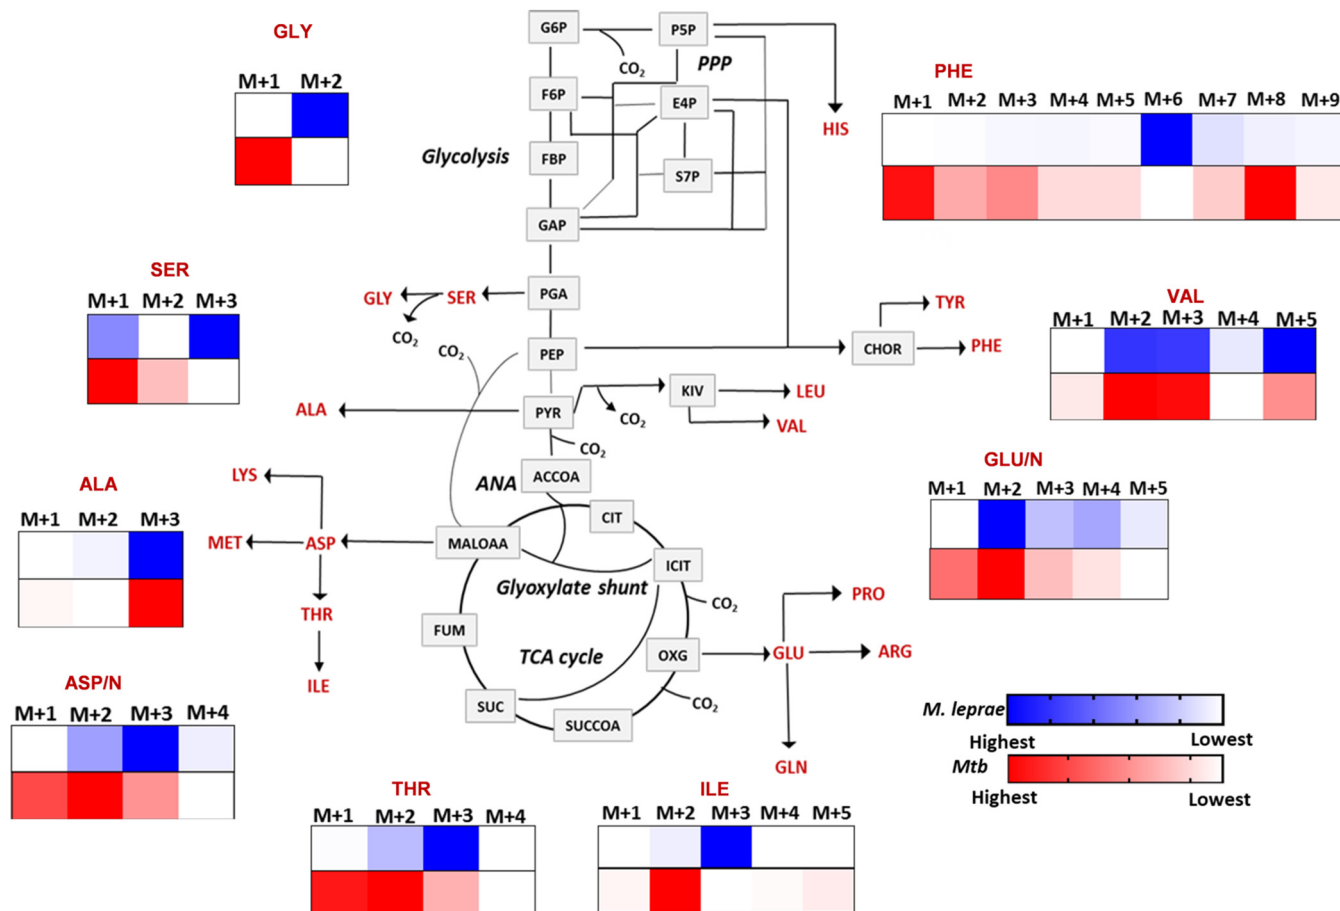 GLY
M+1 M+2
SER
M+1 M+2 M+3
ALA
M+1 M+2 M+3
ASP/N
M+1 M+2 M+3 M+4
THR
M+1 M+2 M+3 M+4
ILE
M+1 M+2 M+3 M+4 M+5
PHE
M+1 M+2 M+3 M+4 M+5 M+6 M+7 M+8 M+9
VAL
M+1 M+2 M+3 M+4 M+5
GLU/N
M+1 M+2 M+3 M+4 M+5
G6P
P5P
CO2
PPP
F6P
E4P
HIS
Glycolysis
FBP
S7P
GAP
GLY
SER
PGA
CO2
CO2
PEP
CHOR
TYR
PHE
ALA
PYR
CO2
KIV
LEU
VAL
CO2
ANA
ACCOA
LYS
MET
ASP
THR
ILE
MALOAA
CIT
ICIT
Glyoxylate shunt
CO2
FUM
TCA cycle
OXG
GLU
PRO
ARG
GLN
CO2
SUC
SUCCOA
M. leprae
Highest Lowest
Mtb
Highest Lowest